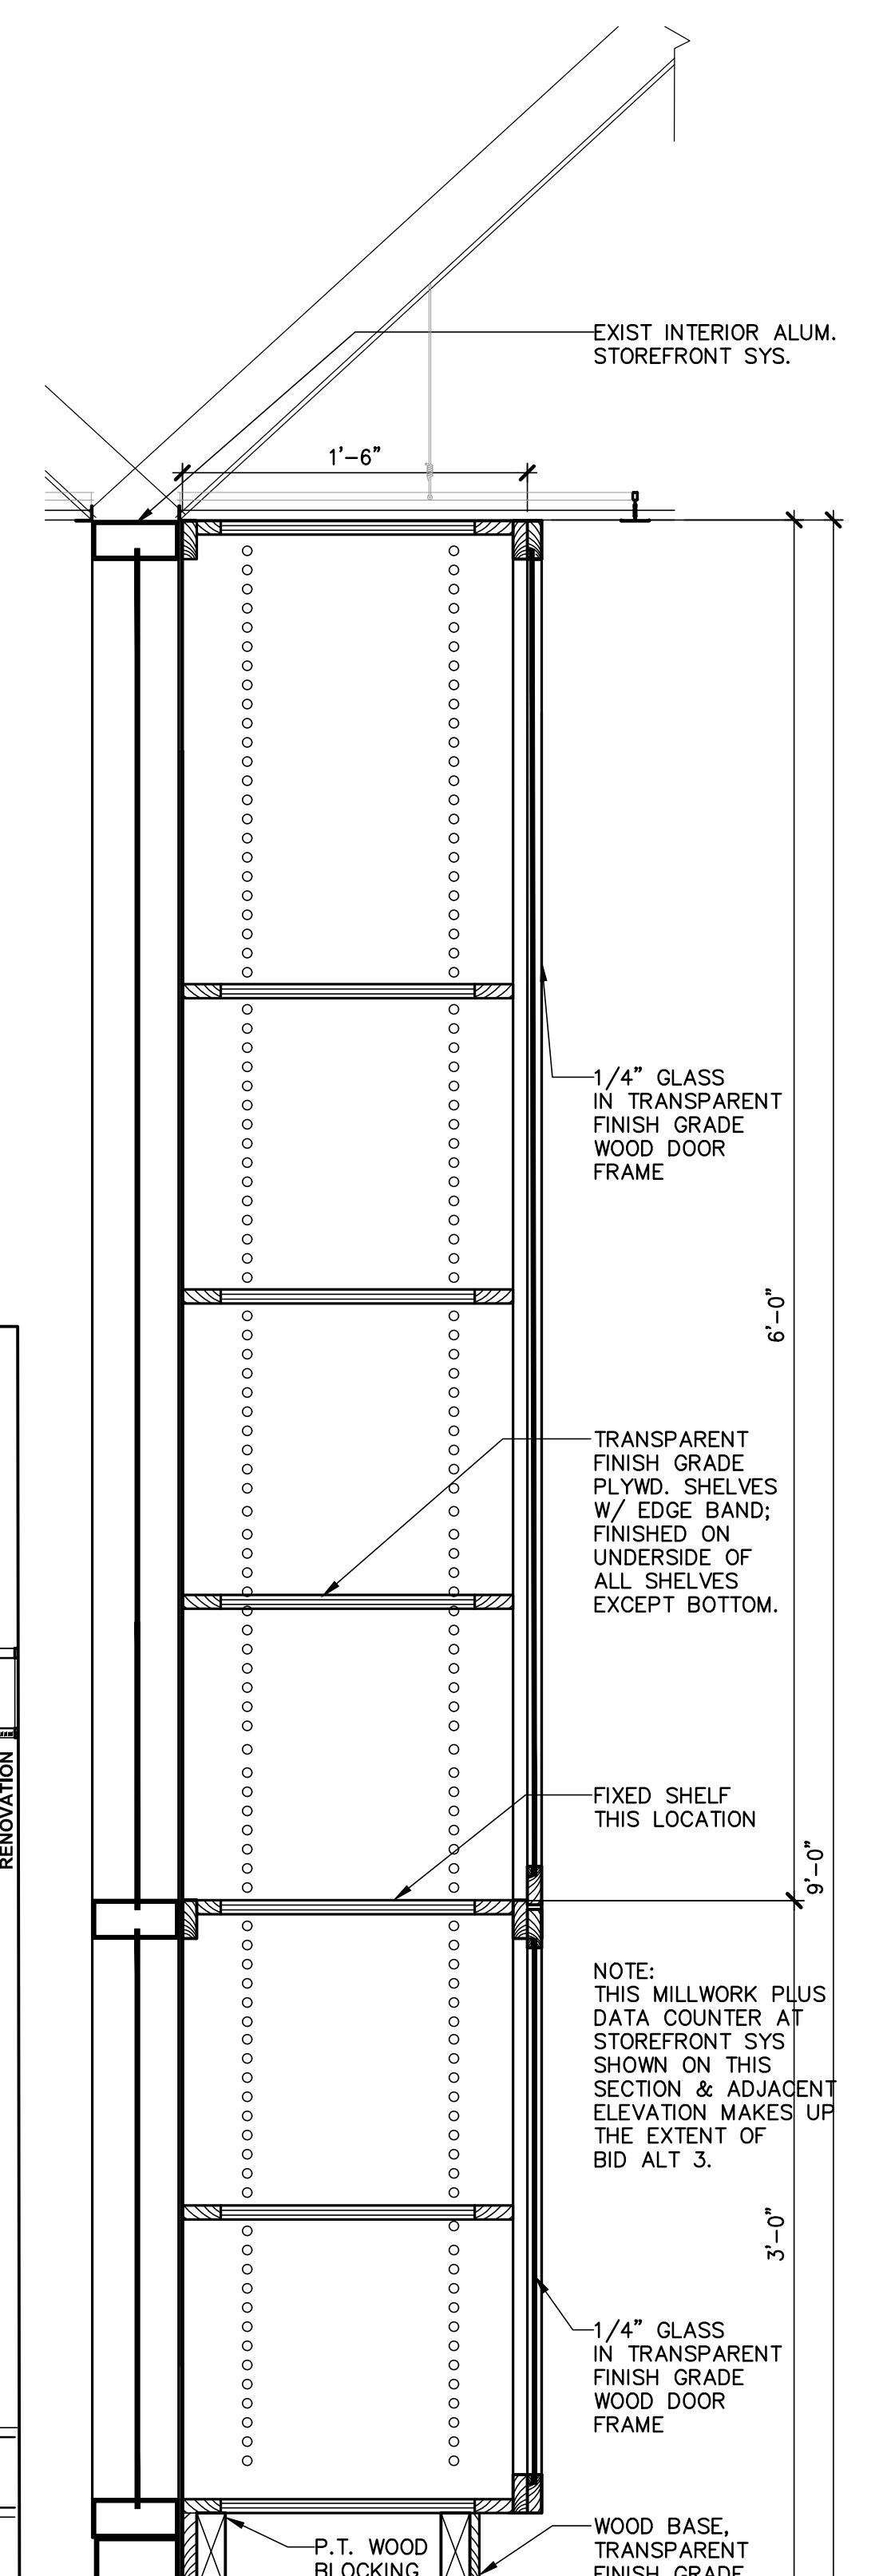 EXIST INTERIOR ALUM.
STOREFRONT SYS.
1'-6"
1/4" GLASS
IN TRANSPARENT
FINISH GRADE
WOOD DOOR
FRAME
6'-0"
TRANSPARENT
FINISH GRADE
PLYWD. SHELVES
W/ EDGE BAND;
FINISHED ON
UNDERSIDE OF
ALL SHELVES
EXCEPT BOTTOM.
RENOVATION
FIXED SHELF
THIS LOCATION
9'-0"
NOTE:
THIS MILLWORK PLUS
DATA COUNTER AT
STOREFRONT SYS
SHOWN ON THIS
SECTION & ADJACENT
ELEVATION MAKES UP
THE EXTENT OF
BID ALT 3.
3'-0"
1/4" GLASS
IN TRANSPARENT
FINISH GRADE
WOOD DOOR
FRAME
P.T. WOOD
BLOCKING
WOOD BASE,
TRANSPARENT
FINISH GRADE